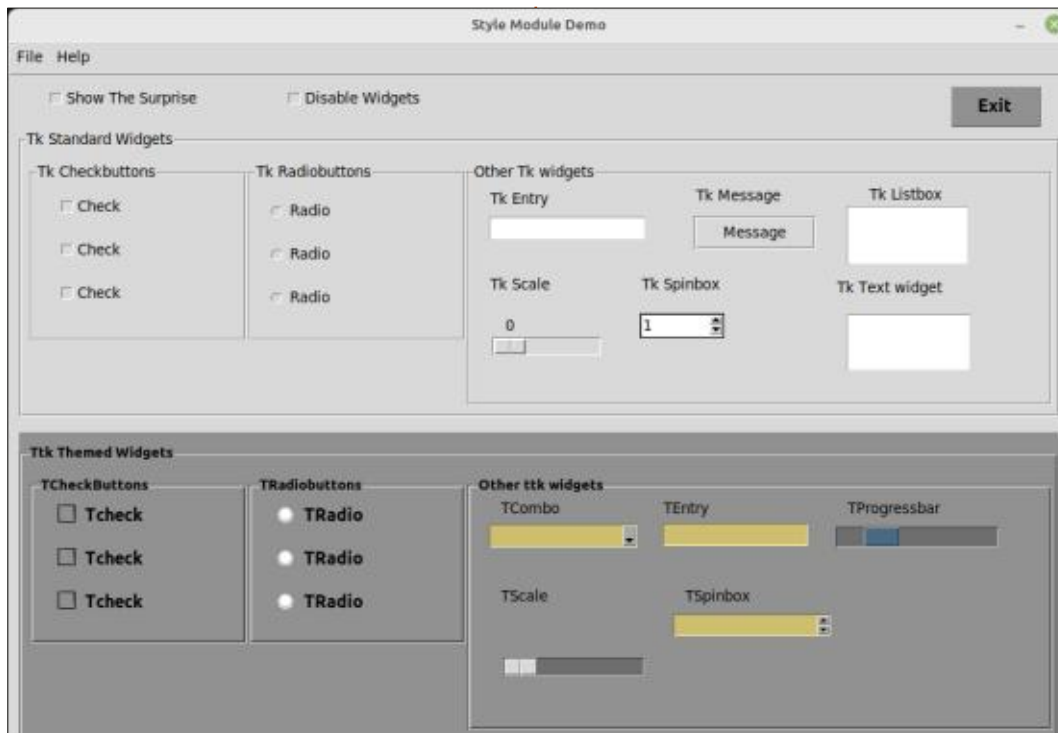 Style Module Demo
File Help
Show The Surprise
Disable Widgets
Exit
Tk Standard Widgets
Tk Checkbuttons
Check
Check
Check
Tk Radiobuttons
Radio
Radio
Radio
Other Tk widgets
Tk Entry
Tk Message
Message
Tk Listbox
Tk Scale
0
Tk Spinbox
1
Tk Text widget
Ttk Themed Widgets
TCheckButtons
Tcheck
Tcheck
Tcheck
TRadiobuttons
TRadio
TRadio
TRadio
Other ttk widgets
TCombo
TEntry
TProgressbar
TScale
TSpinbox